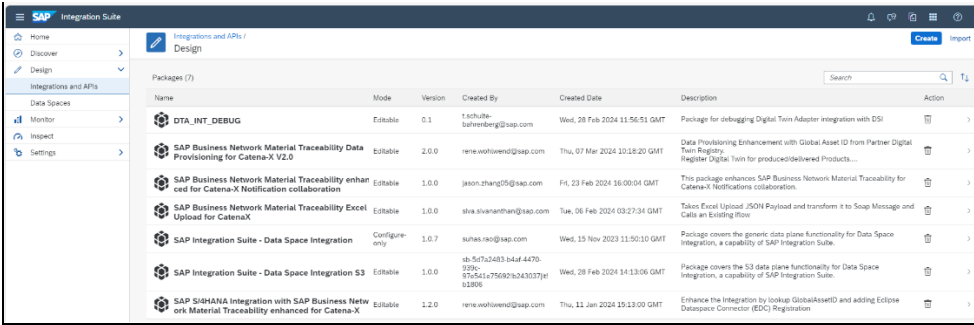 SAP Integration Suite
Home
Discover
Design
Integrations and APIs
Data Spaces
Monitor
Inspect
Settings
Integrations and APIs /
Design
Create Import
Packages (7)
Search
Name Mode Version Created By Created Date Description Action
DTA_INT_DEBUG Editable 0.1 t.schulte-
bahrenberg@sap.com Wed, 28 Feb 2024 11:56:51 GMT Package for debugging Digital Twin Adapter integration with DSI
SAP Business Network Material Traceability Data
Provisioning for Catena-X V2.0 Editable 2.0.0 rene.wohlwend@sap.com Thu, 07 Mar 2024 10:18:20 GMT Data Provisioning Enhancement with Global Asset ID from Partner Digital
Twin Registry.
Register Digital Twin for produced/delivered Products....
SAP Business Network Material Traceability enhan
ced for Catena-X Notification collaboration Editable 1.0.0 jason.zhang05@sap.com Fri, 23 Feb 2024 16:00:04 GMT This package enhances SAP Business Network Material Traceability for
Catena-X Notifications collaboration.
SAP Business Network Material Traceability Excel
Upload for CatenaX Editable 1.0.0 siva.sivananthan@sap.com Tue, 06 Feb 2024 03:27:34 GMT Takes Excel Upload JSON Payload and transform it to Soap Message and
Calls an Existing iflow
SAP Integration Suite - Data Space Integration Configure-
only 1.0.7 suhas.rao@sap.com Wed, 15 Nov 2023 11:50:10 GMT Package covers the generic data plane functionality for Data Space
Integration, a capability of SAP Integration Suite.
SAP Integration Suite - Data Space Integration S3 Editable 1.0.0 sb-5d7a2483-b4af-4470-
939c-
b1806 Wed, 28 Feb 2024 14:13:06 GMT Package covers the S3 data plane functionality for Data Space
Integration, a capability of SAP Integration Suite.
SAP S/4HANA Integration with SAP Business Netw
ork Material Traceability enhanced for Catena-X Editable 1.2.0 rene.wohlwend@sap.com Thu, 11 Jan 2024 15:13:00 GMT Enhance the Integration by lookup GlobalAssetID and adding Eclipse
Dataspace Connector (EDC) Registration